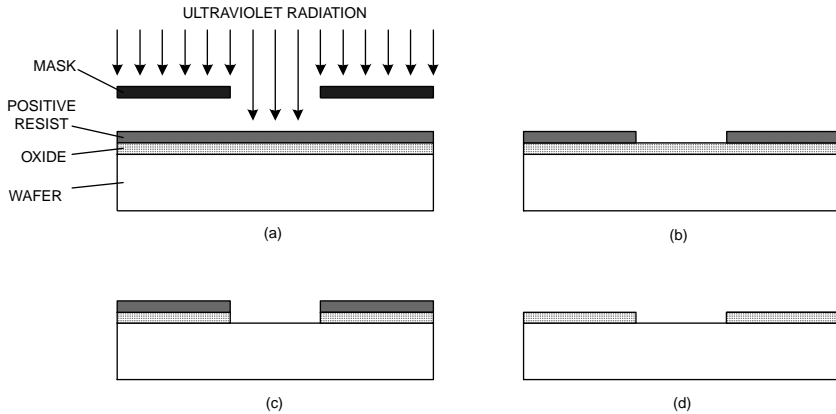 ULTRAVIOLET RADIATION
MASK
POSITIVE
RESIST
OXIDE
WAFER
(a)
(b)
(c)
(d)